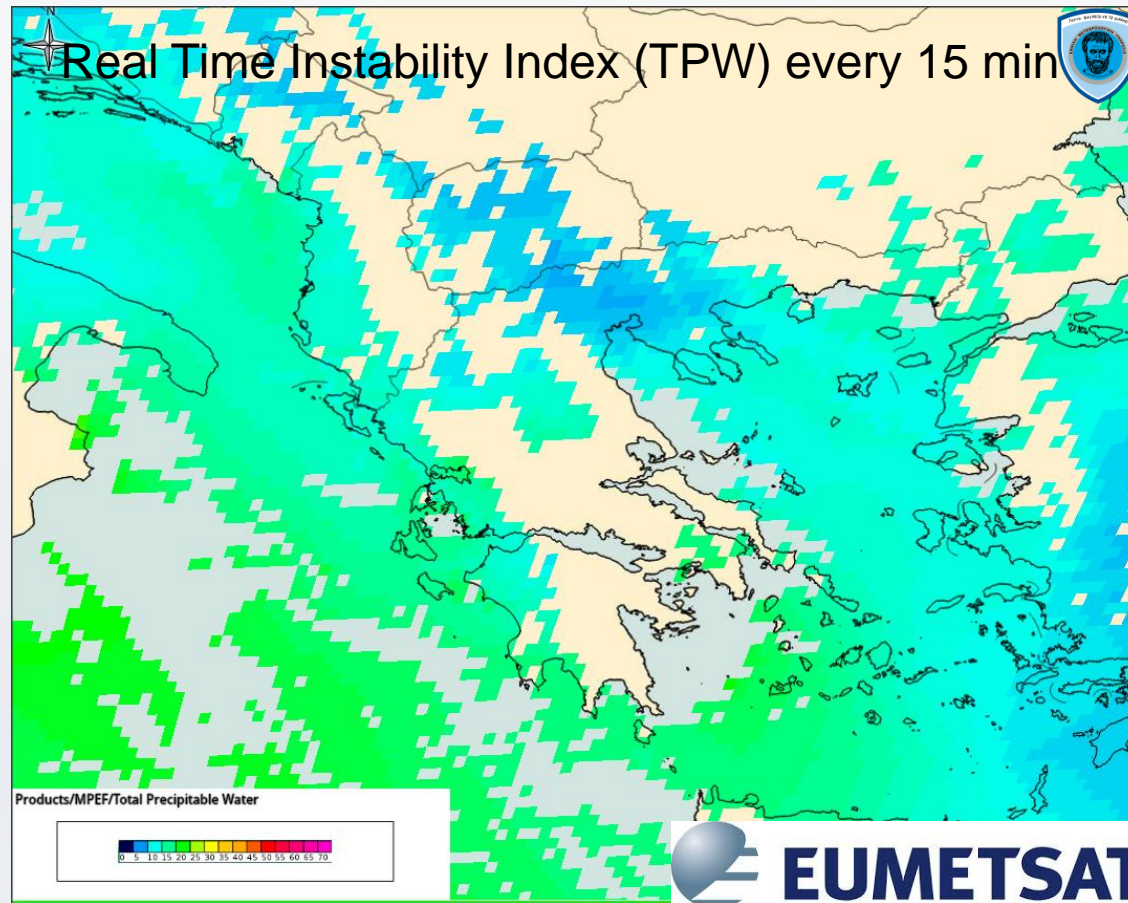 N
Real Time Instability Index (TPW) every 15 min
Products/MPEF/Total Precipitable Water
0 5 10 15 20 25 30 35 40 45 50 55 60 65 70
EUMETSAT